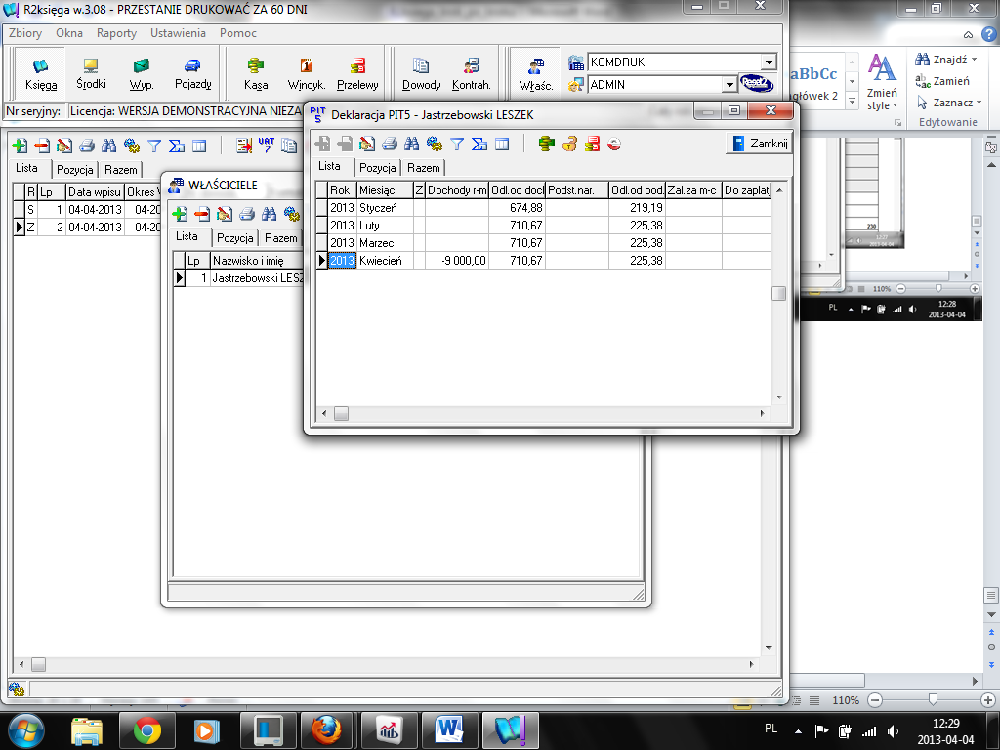 R2księga w.3.08 - PRZESTANIE DRUKOWAĆ ZA 60 DNI
Zbiory Okna Raporty Ustawienia Pomoc
Księga Środki Wyp. Pojazdy Kasa Windyk. Przelewy Dowody Kontrah. Właśc.
KOMDRUK
ADMIN
Nr seryjny: Licencja: WERSJA DEMONSTRACYJNA NIEZA
Lista Pozycja Razem
R Lp Data wpisu Okres
S 1 04-04-2013 04-20
Z 2 04-04-2013 04-20
WŁAŚCICIELE
Lista Pozycja Razem
Lp Nazwisko i imię
1 Jastrzebowski LESZ
PIT 5 Deklaracja PIT5 - Jastrzebowski LESZEK
Zamknij
Lista Pozycja Razem
Rok Miesiąc Z Dochody r-m Odl.od docl Podst.nar. Odl.od pod. Zal.za m-c Do zapłat
2013 Styczeń 674,88 219,19
2013 Luty 710,67 225,38
2013 Marzec 710,67 225,38
2013 Kwiecień -9 000,00 710,67 225,38
VAT 7
aBbCc
główek 2
Zmień style
Znajdź
Zamień
Zaznacz
Edytowanie
230
110%
PL 12:28
2013-04-04
110%
PL 12:29
2013-04-04